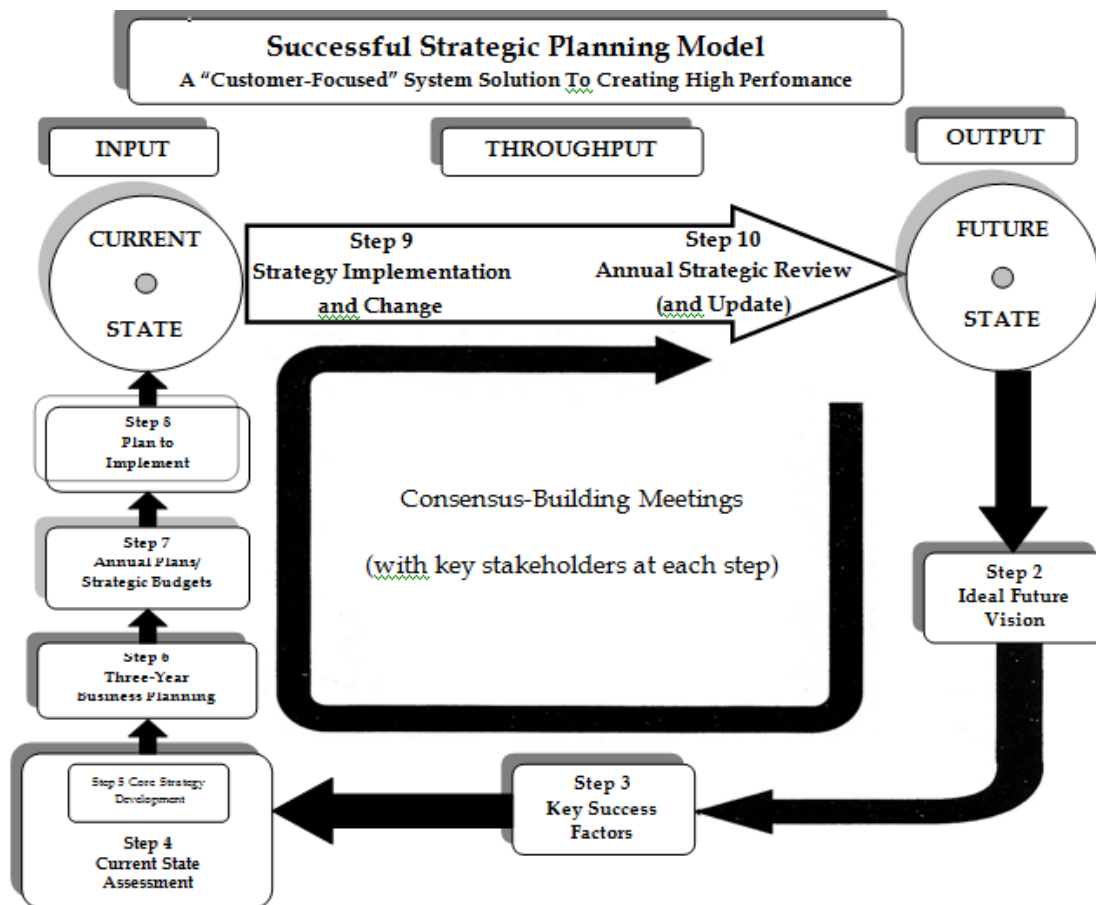 Successful Strategic Planning Model
A “Customer-Focused” System Solution To Creating High Perfomance
INPUT
THROUGHPUT
OUTPUT
CURRENT
STATE
Step 9
Strategy Implementation
and Change
Step 10
Annual Strategic Review
(and Update)
FUTURE
STATE
Step 8
Plan to
Implement
Step 7
Annual Plans/
Strategic Budgets
Step 6
Three-Year
Business Planning
Consensus-Building Meetings
(with key stakeholders at each step)
Step 2
Ideal Future
Vision
Step 5 Core Strategy
Development
Step 4
Current State
Assessment
Step 3
Key Success
Factors